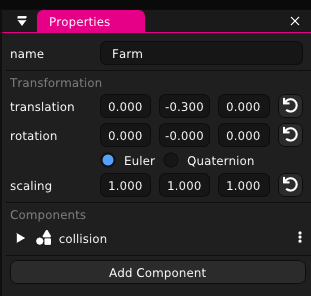 Properties
name Farm
Transformation
translation 0.000 -0.300 0.000
rotation 0.000 -0.000 0.000
Euler Quaternion
scaling 1.000 1.000 1.000
Components
collision
Add Component